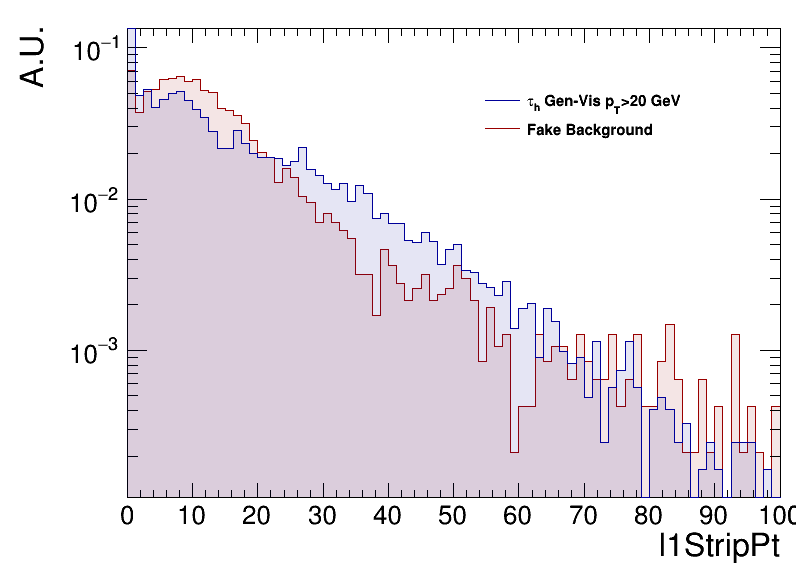 A.U.
10⁻¹
10⁻²
10⁻³
τh Gen-Vis pT>20 GeV
Fake Background
0 10 20 30 40 50 60 70 80 90 100
l1StripPt